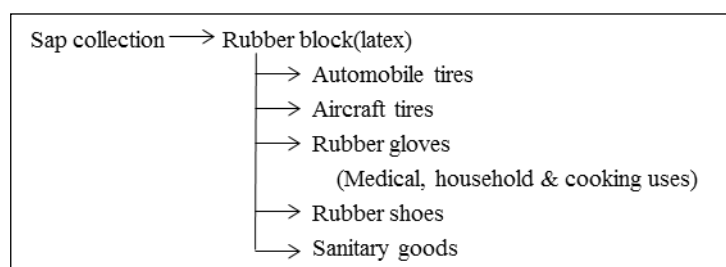 Sap collection Rubber block(latex)
Automobile tires
Aircraft tires
Rubber gloves
(Medical, household & cooking uses)
Rubber shoes
Sanitary goods